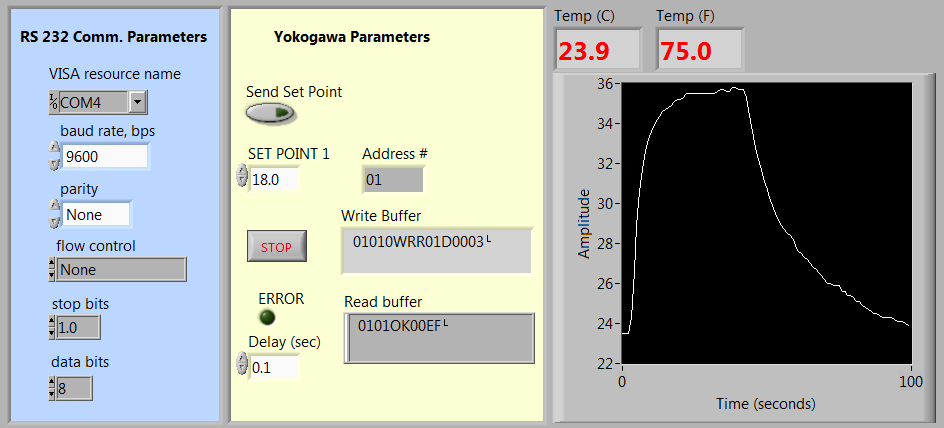 RS 232 Comm. Parameters
VISA resource name
I/O COM4
baud rate, bps
9600
parity
None
flow control
None
stop bits
1.0
data bits
8
Yokogawa Parameters
Send Set Point
SET POINT 1
18.0
Address #
01
Write Buffer
01010WRR01D0003└
STOP
ERROR
Read buffer
0101OK00EF└
Delay (sec)
0.1
Temp (C)
23.9
Temp (F)
75.0
Amplitude
36
34
32
30
28
26
24
22
0
100
Time (seconds)